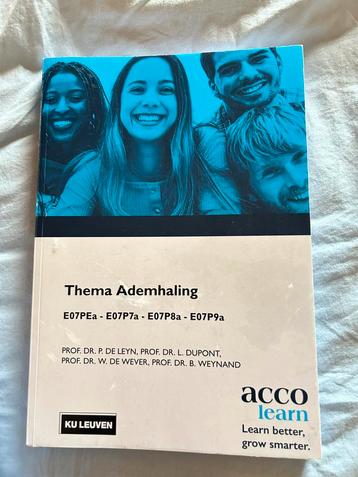 Thema Ademhaling
E07PEa - E07P7a - E07P8a - E07P9a
PROF. DR. P. DE LEYN, PROF. DR. L. DUPONT,
PROF. DR. W. DE WEVER, PROF. DR. B. WEYNAND
acco
learn
Learn better,
grow smarter.
KU LEUVEN